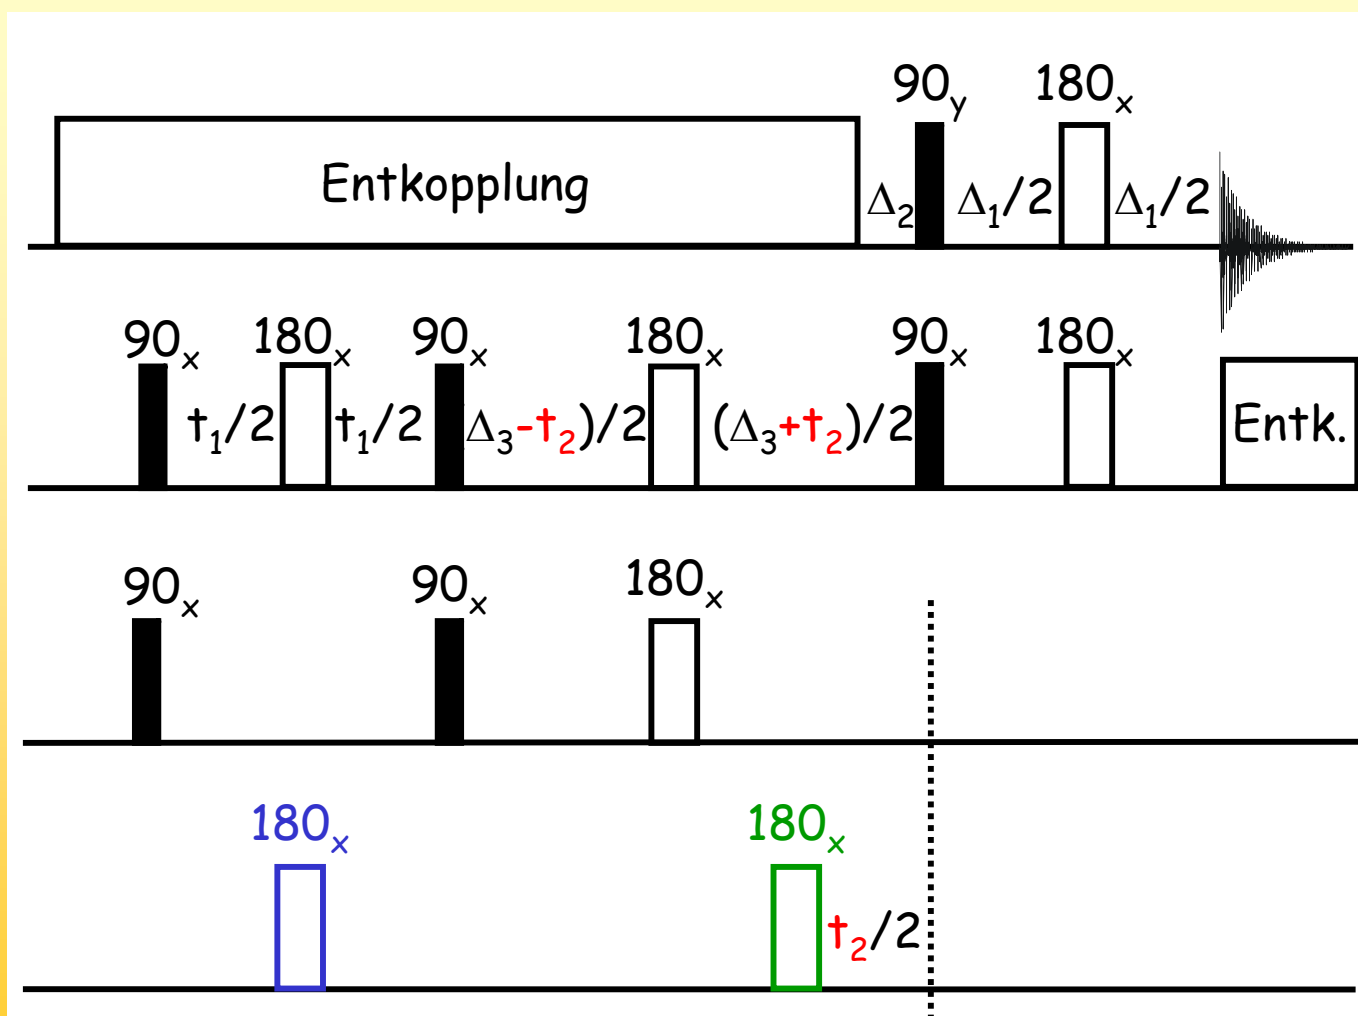 90y 180x
Entkopplung Δ2 Δ1/2 Δ1/2
90x 180x 90x 180x 90x 180x
t1/2 t1/2 (Δ3-t2)/2 (Δ3+t2)/2 Entk.
90x 90x 180x
180x 180x
t2/2